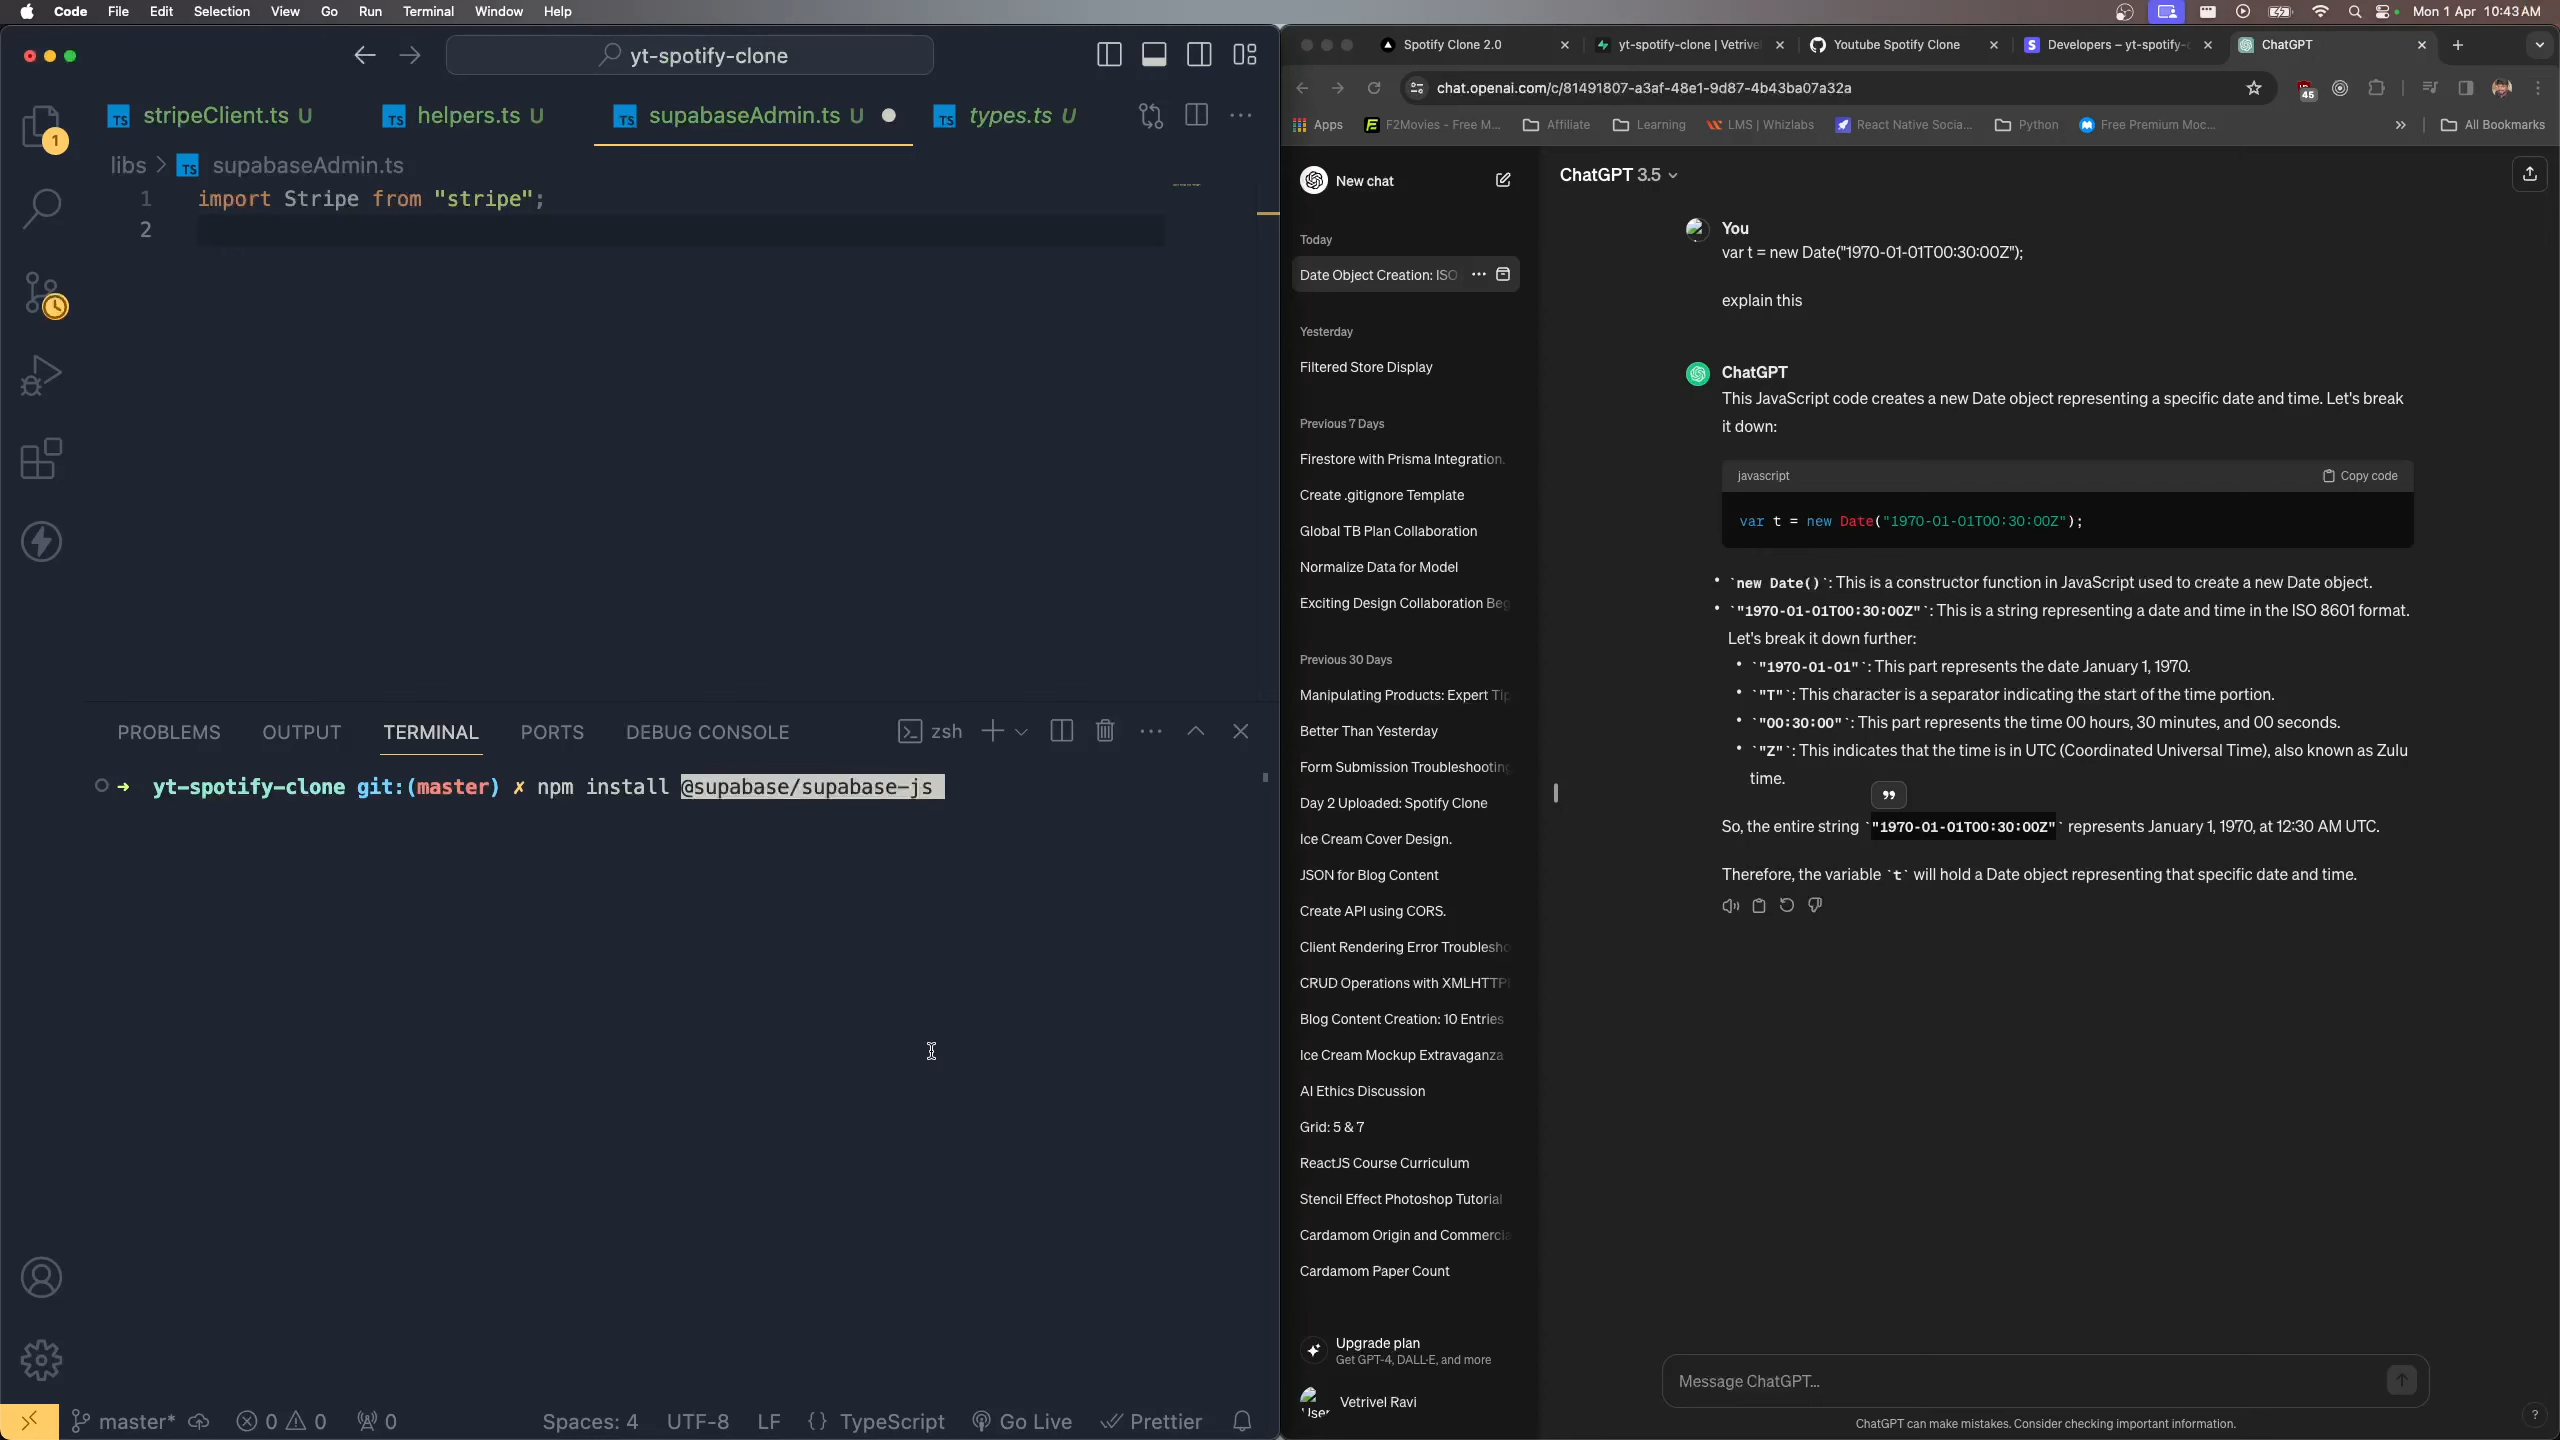 Code File Edit Selection View Go Run Terminal Window Help
Mon 1 Apr 10:43 AM
yt-spotify-clone
stripeClient.ts U
helpers.ts U
supabaseAdmin.ts U
types.ts U
libs > TS supabaseAdmin.ts
1 import Stripe from "stripe";
2
PROBLEMS OUTPUT TERMINAL PORTS DEBUG CONSOLE
zsh
→ yt-spotify-clone git:(master) ✗ npm install @supabase/supabase-js
master* 0 0 0 Spaces: 4 UTF-8 LF {} TypeScript Go Live Prettier
Spotify Clone 2.0
yt-spotify-clone | Vetrive
Youtube Spotify Clone
Developers – yt-spotify-c
ChatGPT
chat.openai.com/c/81491807-a3af-48e1-9d87-4b43ba07a32a
45
Apps
F2Movies - Free M...
Affiliate
Learning
LMS | Whizlabs
React Native Socia...
Python
Free Premium Moc...
All Bookmarks
New chat
Today
Date Object Creation: ISO
Yesterday
Filtered Store Display
Previous 7 Days
Firestore with Prisma Integration.
Create .gitignore Template
Global TB Plan Collaboration
Normalize Data for Model
Exciting Design Collaboration Beg
Previous 30 Days
Manipulating Products: Expert Tip
Better Than Yesterday
Form Submission Troubleshooting
Day 2 Uploaded: Spotify Clone
Ice Cream Cover Design.
JSON for Blog Content
Create API using CORS.
Client Rendering Error Troublesho
CRUD Operations with XMLHTTP
Blog Content Creation: 10 Entries
Ice Cream Mockup Extravaganza
AI Ethics Discussion
Grid: 5 & 7
ReactJS Course Curriculum
Stencil Effect Photoshop Tutorial
Cardamom Origin and Commercia
Cardamom Paper Count
Upgrade plan
Get GPT-4, DALL·E, and more
User
Vetrivel Ravi
ChatGPT 3.5
You
var t = new Date("1970-01-01T00:30:00Z");
explain this
ChatGPT
This JavaScript code creates a new Date object representing a specific date and time. Let's break
it down:
javascript
Copy code
var t = new Date("1970-01-01T00:30:00Z");
• `new Date()`: This is a constructor function in JavaScript used to create a new Date object.
• `"1970-01-01T00:30:00Z"`: This is a string representing a date and time in the ISO 8601 format.
Let's break it down further:
• `"1970-01-01"`: This part represents the date January 1, 1970.
• `"T"`: This character is a separator indicating the start of the time portion.
• `"00:30:00"`: This part represents the time 00 hours, 30 minutes, and 00 seconds.
• `"Z"`: This indicates that the time is in UTC (Coordinated Universal Time), also known as Zulu
time.
So, the entire string `"1970-01-01T00:30:00Z"` represents January 1, 1970, at 12:30 AM UTC.
Therefore, the variable `t` will hold a Date object representing that specific date and time.
Message ChatGPT...
ChatGPT can make mistakes. Consider checking important information.
?